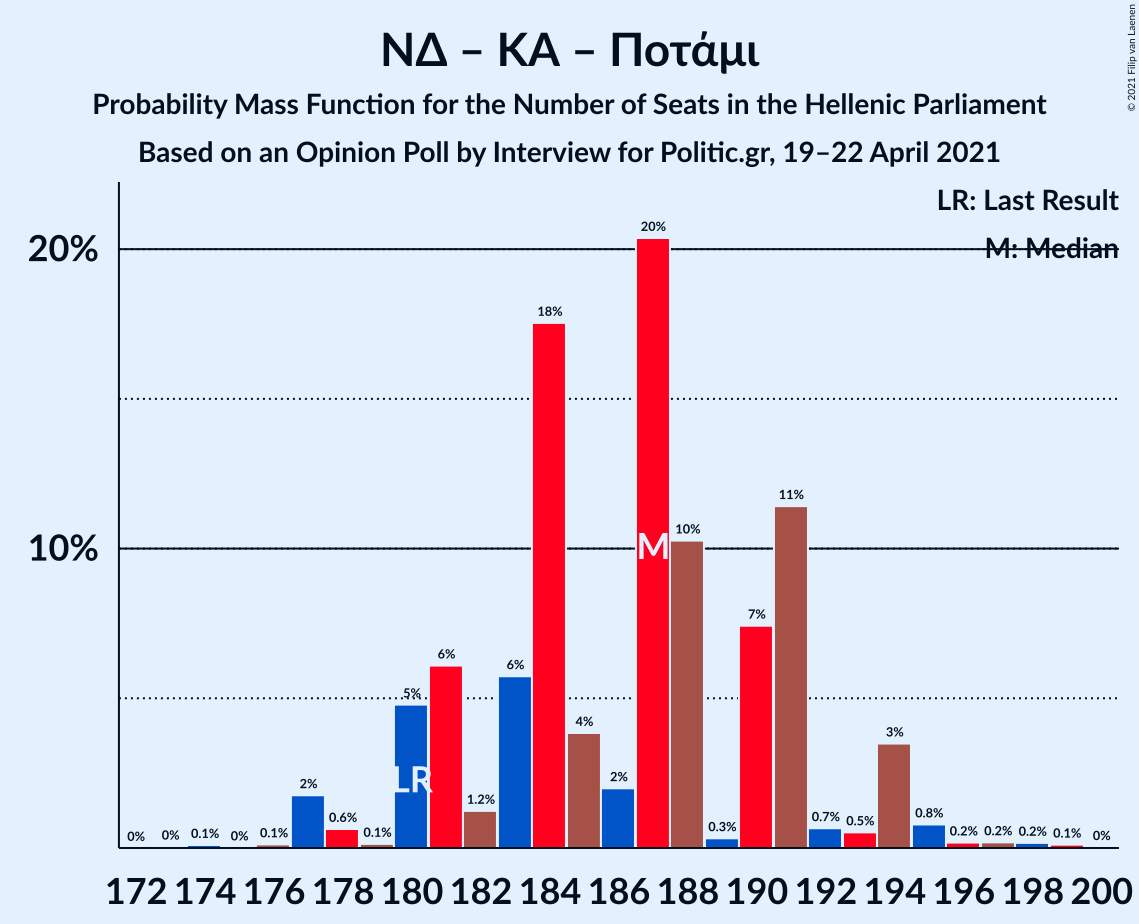 ΝΔ – ΚΑ – Ποτάμι
Probability Mass Function for the Number of Seats in the Hellenic Parliament
Based on an Opinion Poll by Interview for Politic.gr, 19–22 April 2021
© 2021 Filip van Laenen
LR: Last Result
M: Median
20%
10%
0% 0% 0.1% 0% 0.1% 2% 0.6% 0.1% 5% 6% 1.2% 6% 18% 4% 2% 20% 10% 0.3% 7% 11% 0.7% 0.5% 3% 0.8% 0.2% 0.2% 0.2% 0.1% 0%
LR
M
172 174 176 178 180 182 184 186 188 190 192 194 196 198 200